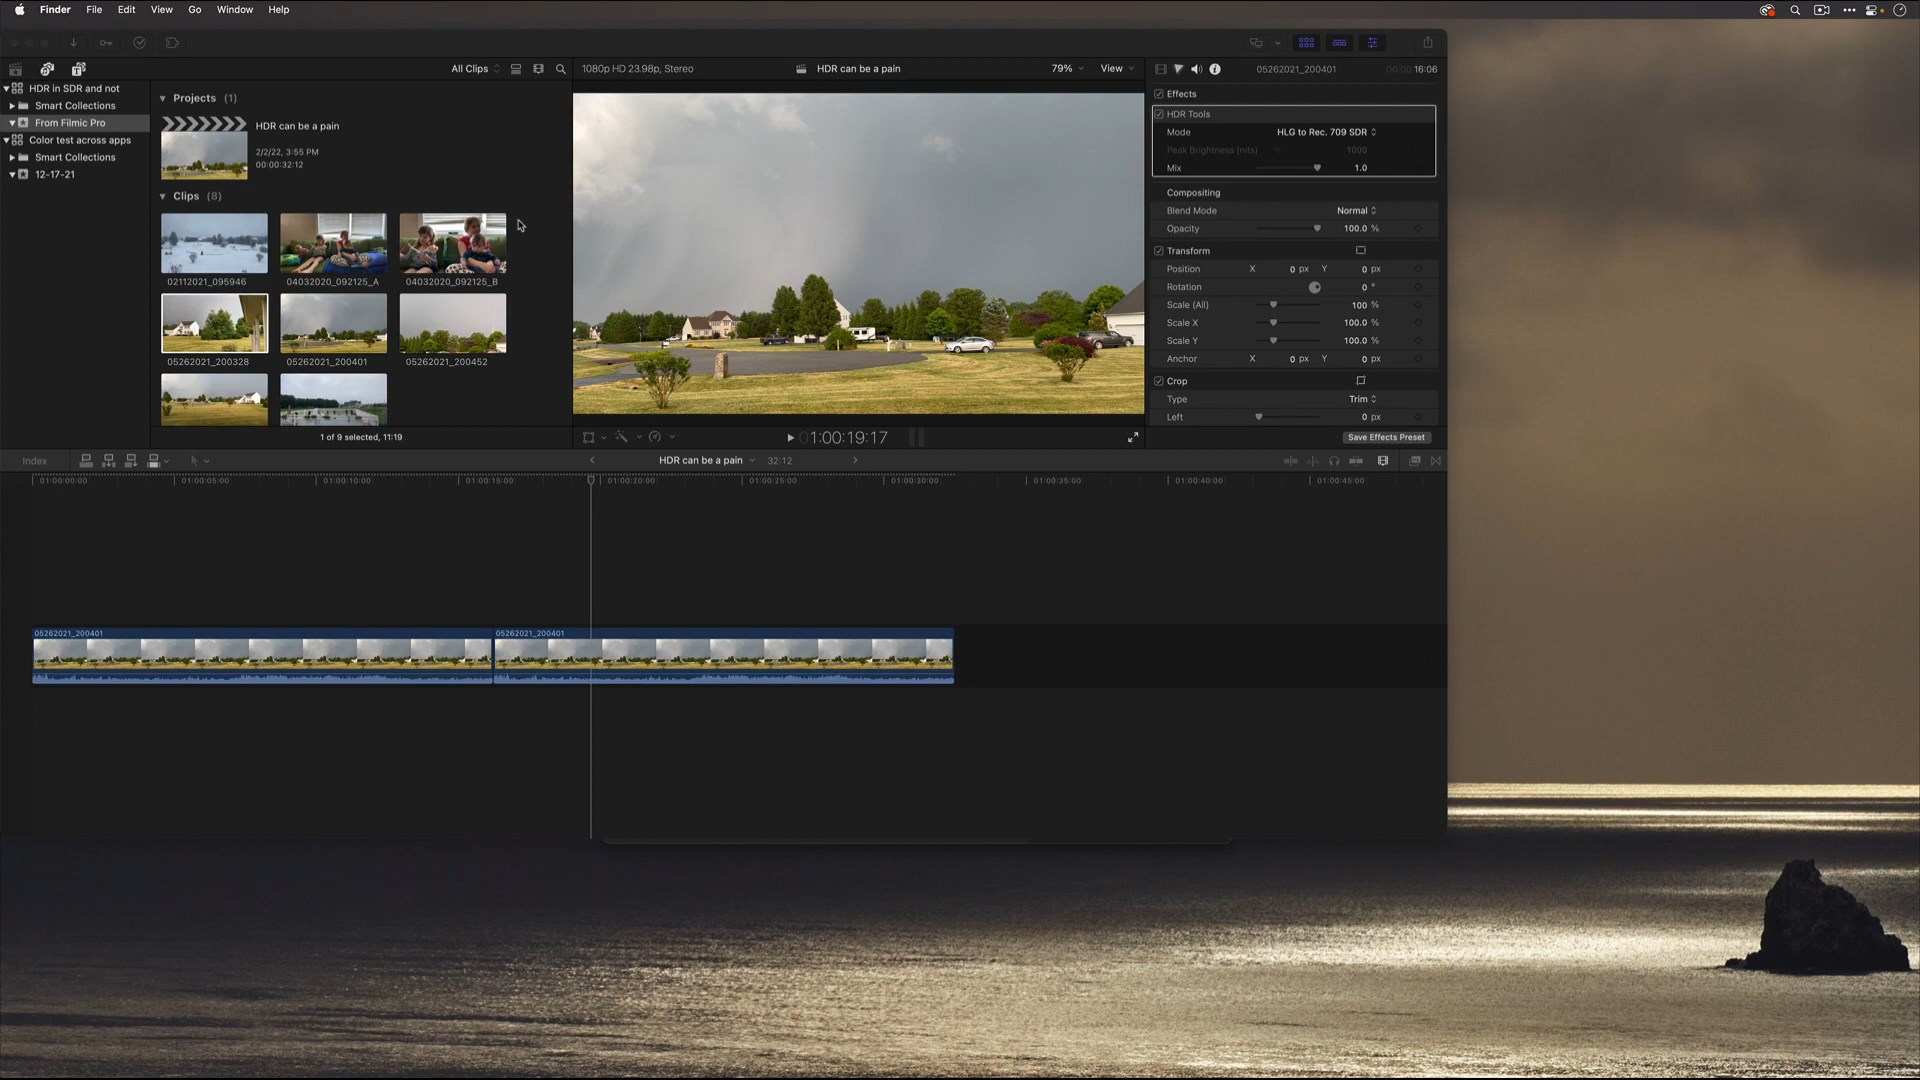 Finder File Edit View Go Window Help
All Clips
1080p HD 23.98p, Stereo
HDR can be a pain
79%
View
05262021_200401
00:00:16:06
HDR in SDR and not
Smart Collections
From Filmic Pro
Color test across apps
Smart Collections
12-17-21
Projects (1)
HDR can be a pain
2/2/22, 3:55 PM
00:00:32:12
Clips (8)
02112021_095946
04032020_092125_A
04032020_092125_B
05262021_200328
05262021_200401
05262021_200452
1 of 9 selected, 11:19
01:00:19:17
Effects
HDR Tools
Mode HLG to Rec. 709 SDR
Peak Brightness (nits) 1000
Mix 1.0
Compositing
Blend Mode Normal
Opacity 100.0 %
Transform
Position X 0 px Y 0 px
Rotation 0 °
Scale (All) 100 %
Scale X 100.0 %
Scale Y 100.0 %
Anchor X 0 px Y 0 px
Crop
Type Trim
Left 0 px
Save Effects Preset
Index
HDR can be a pain 32:12
01:00:00:00 01:00:05:00 01:00:10:00 01:00:15:00 01:00:20:00 01:00:25:00 01:00:30:00 01:00:35:00 01:00:40:00 01:00:45:00
05262021_200401
05262021_200401